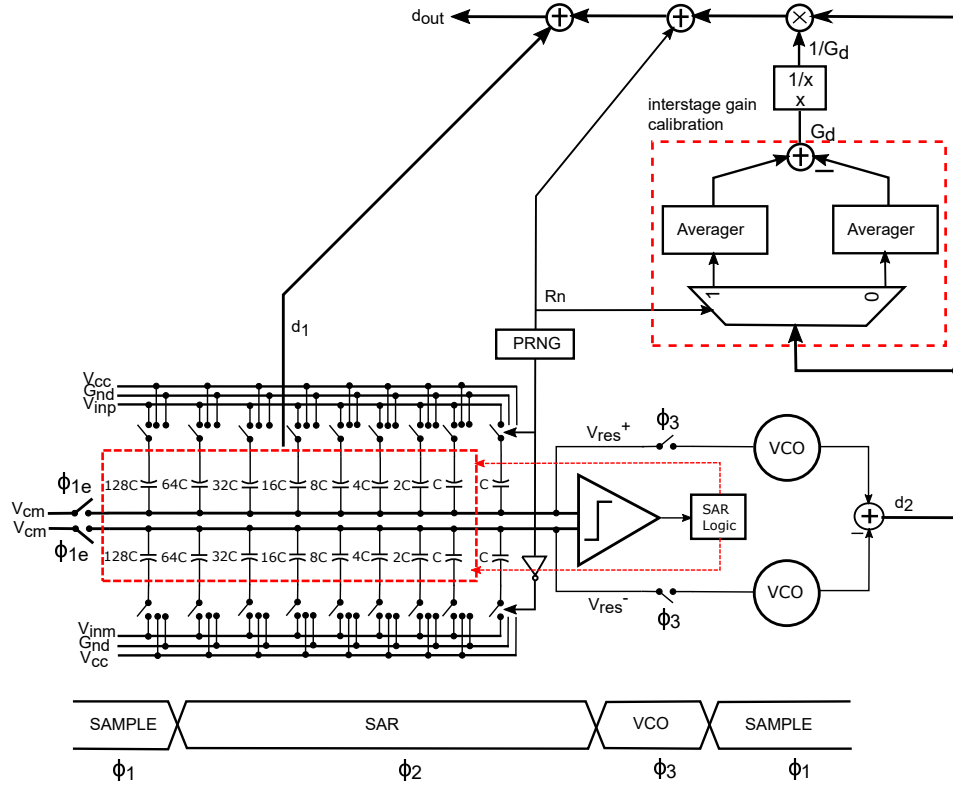 dout
1/Gd
1/x
x
interstage gain
calibration
Gd
Averager
Averager
1
0
Rn
d1
PRNG
Vcc
Gnd
Vinp
ϕ3
Vres+
VCO
128C 64C 32C 16C 8C 4C 2C C C
ϕ1e
Vcm
SAR
Logic
d2
Vcm
ϕ1e
128C 64C 32C 16C 8C 4C 2C C C
VCO
Vres-
ϕ3
Vinm
Gnd
Vcc
SAMPLE SAR VCO SAMPLE
ϕ1 ϕ2 ϕ3 ϕ1